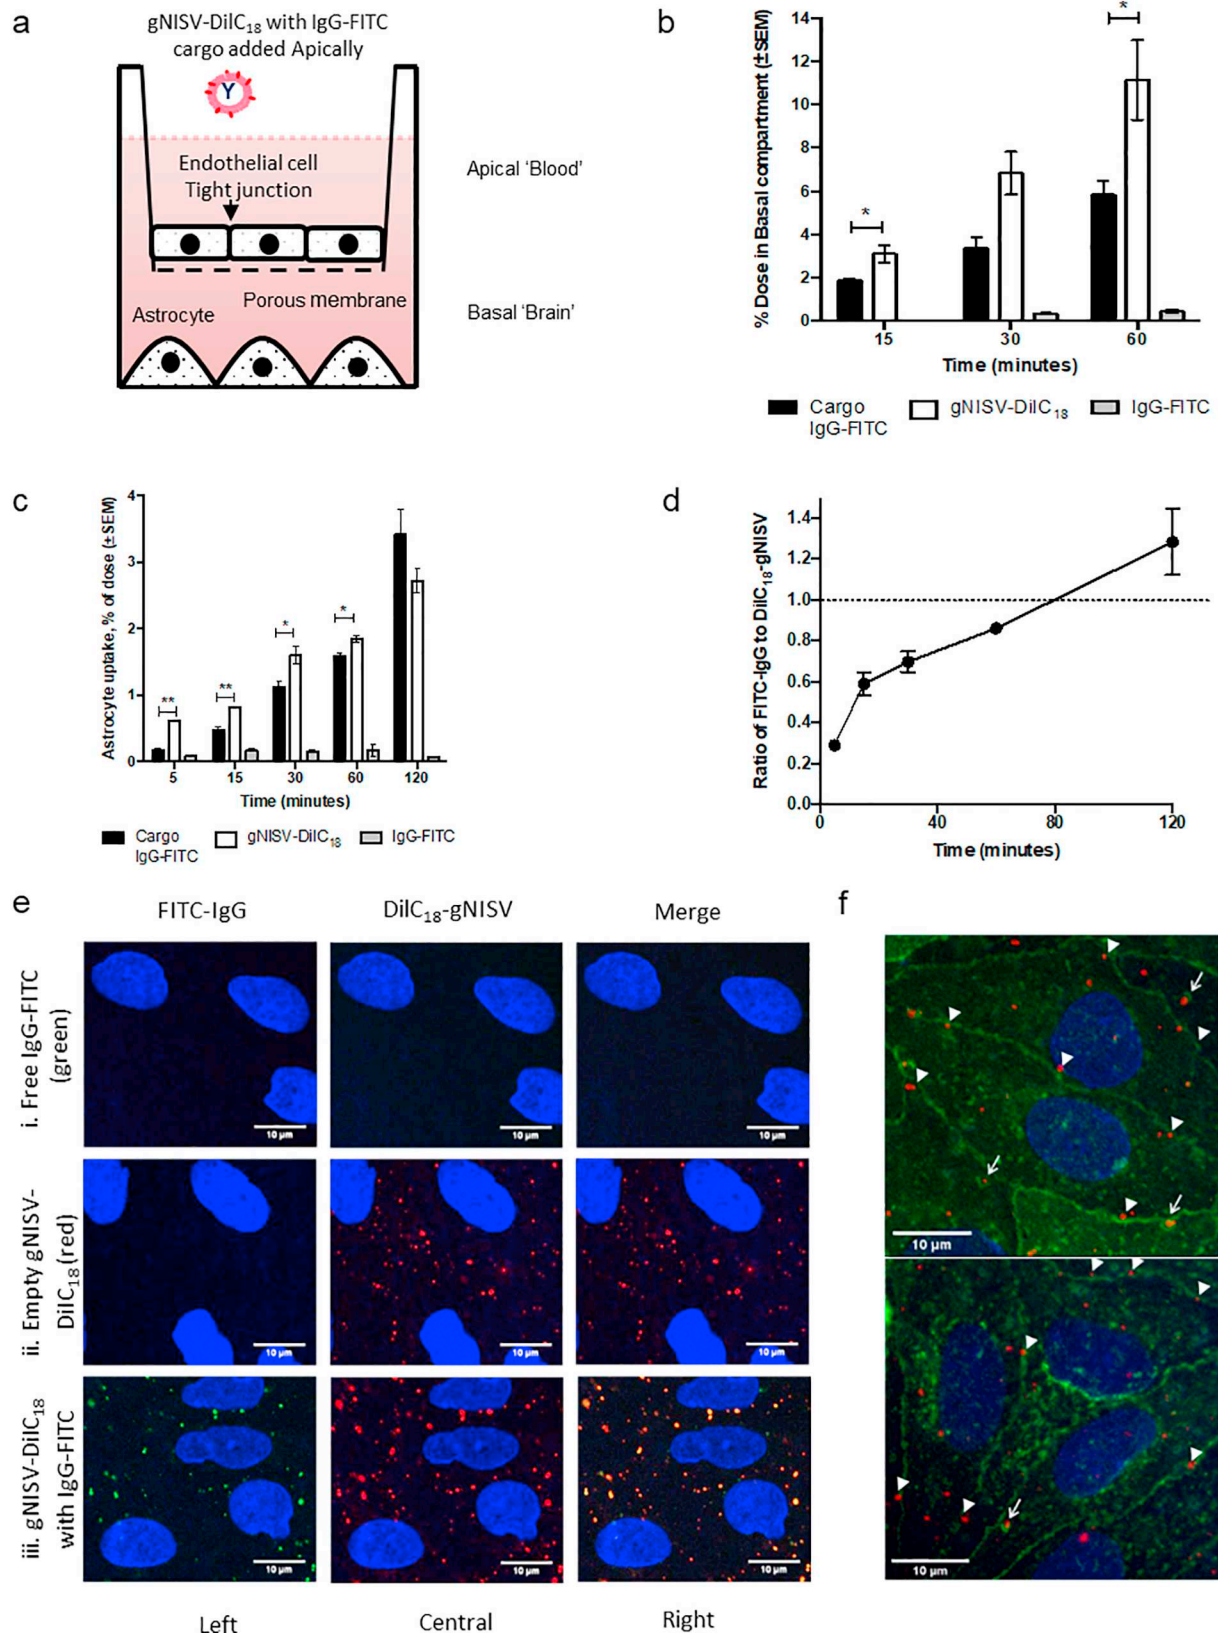 a
gNISV-DiIC18 with IgG-FITC
cargo added Apically
Y
Endothelial cell
Tight junction
Apical 'Blood'
Porous membrane
Astrocyte
Basal 'Brain'
b
% Dose in Basal compartment (±SEM)
14
12
10
8
6
4
2
0
*
*
15
30
60
Time (minutes)
Cargo
IgG-FITC
gNISV-DiIC18
IgG-FITC
c
Astrocyte uptake, % of dose (±SEM)
4
3
2
1
0
**
**
*
*
5
15
30
60
120
Time (minutes)
Cargo
IgG-FITC
gNISV-DiIC18
IgG-FITC
d
Ratio of FITC-IgG to DiIC18-gNISV
1.4
1.2
1.0
0.8
0.6
0.4
0.2
0.0
0
40
80
120
Time (minutes)
e
FITC-IgG
DiIC18-gNISV
Merge
i. Free IgG-FITC
(green)
10 µm
10 µm
10 µm
ii. Empty gNISV-
DiIC18 (red)
10 µm
10 µm
10 µm
iii. gNISV-DiIC18
with IgG-FITC
10 µm
10 µm
10 µm
Left
Central
Right
f
10 µm
10 µm